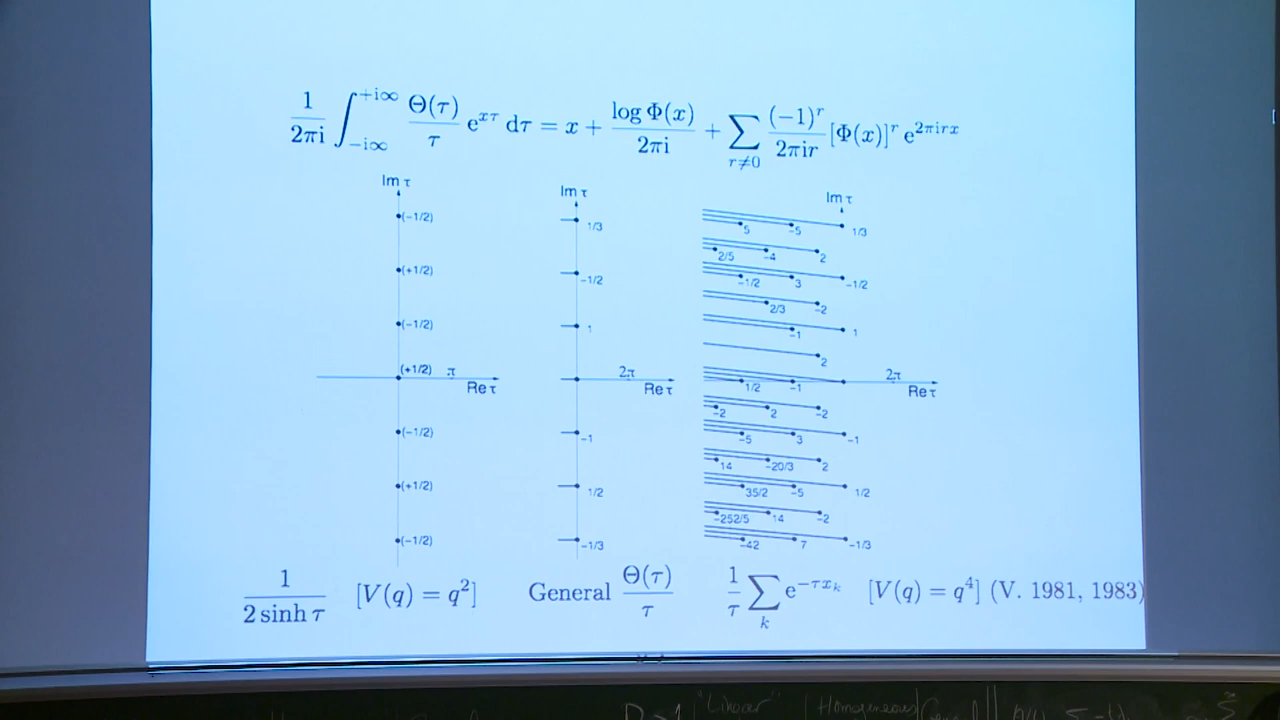 1/2πi ∫_{−i∞}^{+i∞} Θ(τ)/τ e^{xτ} dτ = x + log Φ(x)/2πi + ∑_{r≠0} (−1)^r/2πir [Φ(x)]^r e^{2πirx}
Im τ
(−1/2)
(+1/2)
(−1/2)
(+1/2) π
Re τ
(−1/2)
(+1/2)
(−1/2)
1/(2 sinh τ) [V(q) = q²]
Im τ
1/3
−1/2
1
2π
Re τ
−1
1/2
−1/3
General Θ(τ)/τ
Im τ
5 −5 1/3
2/5 −4 2
−1/2 3 −1/2
2/3 −2
−1 1
2
1/2 −1 2π
Re τ
−2 2 −2
−5 3 −1
14 −20/3 2
35/2 −5 1/2
−252/5 14 −2
−42 7 −1/3
1/τ ∑_k e^{−τx_k} [V(q) = q⁴] (V. 1981, 1983)
"Linear" Homogeneous